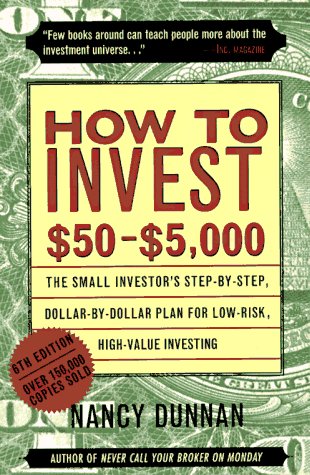 "Few books around can teach people more about the
investment universe. . ." —INC. MAGAZINE
HOW TO
INVEST
$50–$5,000
THE SMALL INVESTOR'S STEP-BY-STEP,
DOLLAR-BY-DOLLAR PLAN FOR LOW-RISK,
HIGH-VALUE INVESTING
6TH EDITION
OVER 150,000
COPIES SOLD
NANCY DUNNAN
AUTHOR OF NEVER CALL YOUR BROKER ON MONDAY